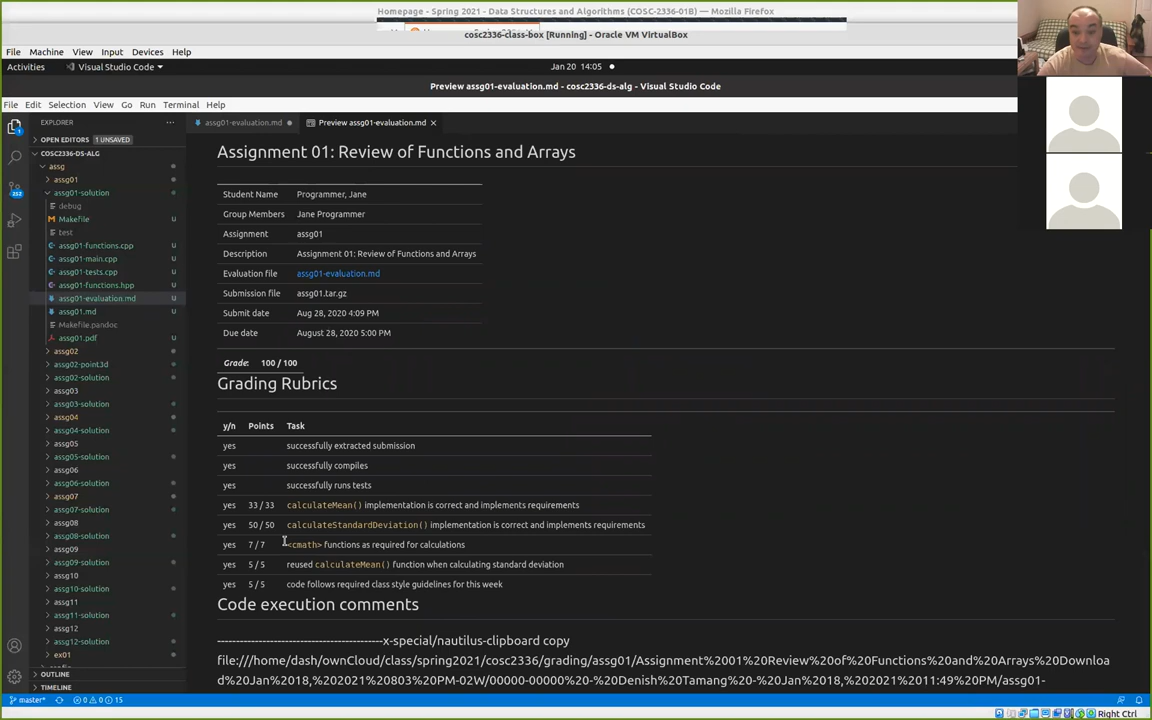 Homepage - Spring 2021 - Data Structures and Algorithms (COSC-2336-01B) — Mozilla Firefox
cosc2336-class-box [Running] - Oracle VM VirtualBox
File Machine View Input Devices Help
Activities Visual Studio Code Jan 20 14:05
Preview assg01-evaluation.md - cosc2336-ds-alg - Visual Studio Code
File Edit Selection View Go Run Terminal Help
EXPLORER ... assg01-evaluation.md Preview assg01-evaluation.md
OPEN EDITORS 1 UNSAVED
COSC2336-DS-ALG
assg
assg01
assg01-solution
debug
Makefile U
test
assg01-functions.cpp U
assg01-main.cpp U
assg01-tests.cpp U
assg01-functions.hpp U
assg01-evaluation.md U
assg01.md U
Makefile.pandoc
assg01.pdf U
assg02
assg02-point3d
assg02-solution
assg03
assg03-solution
assg04
assg04-solution
assg05
assg05-solution
assg06
assg06-solution
assg07
assg07-solution
assg08
assg08-solution
assg09
assg10
assg10-solution
assg11
assg11-solution
assg12
assg12-solution
ex01
OUTLINE
TIMELINE
Assignment 01: Review of Functions and Arrays
Student Name Programmer, Jane
Group Members Jane Programmer
Assignment assg01
Description Assignment 01: Review of Functions and Arrays
Evaluation file assg01-evaluation.md
Submission file assg01.tar.gz
Submit date Aug 28, 2020 4:09 PM
Due date August 28, 2020 5:00 PM
Grade: 100 / 100
Grading Rubrics
y/n Points Task
yes successfully extracted submission
yes successfully compiles
yes successfully runs tests
yes 33 / 33 calculateMean() implementation is correct and implements requirements
yes 50 / 50 calculateStandardDeviation() implementation is correct and implements requirements
yes 7 / 7 <cmath> functions as required for calculations
yes 5 / 5 reused calculateMean() function when calculating standard deviation
yes 5 / 5 code follows required class style guidelines for this week
Code execution comments
------------------------------------------x-special/nautilus-clipboard copy
file:///home/dash/ownCloud/class/spring2021/cosc2336/grading/assg01/Assignment%2001%20Review%20of%20Functions%20and%20Arrays%20Downloa
d%20Jan%2018,%202021%20803%20PM-02W/00000-00000%20-%20Denish%20Tamang%20-%20Jan%2018,%202021%2011:49%20PM/assg01-
master* 0 0 15
Right Ctrl